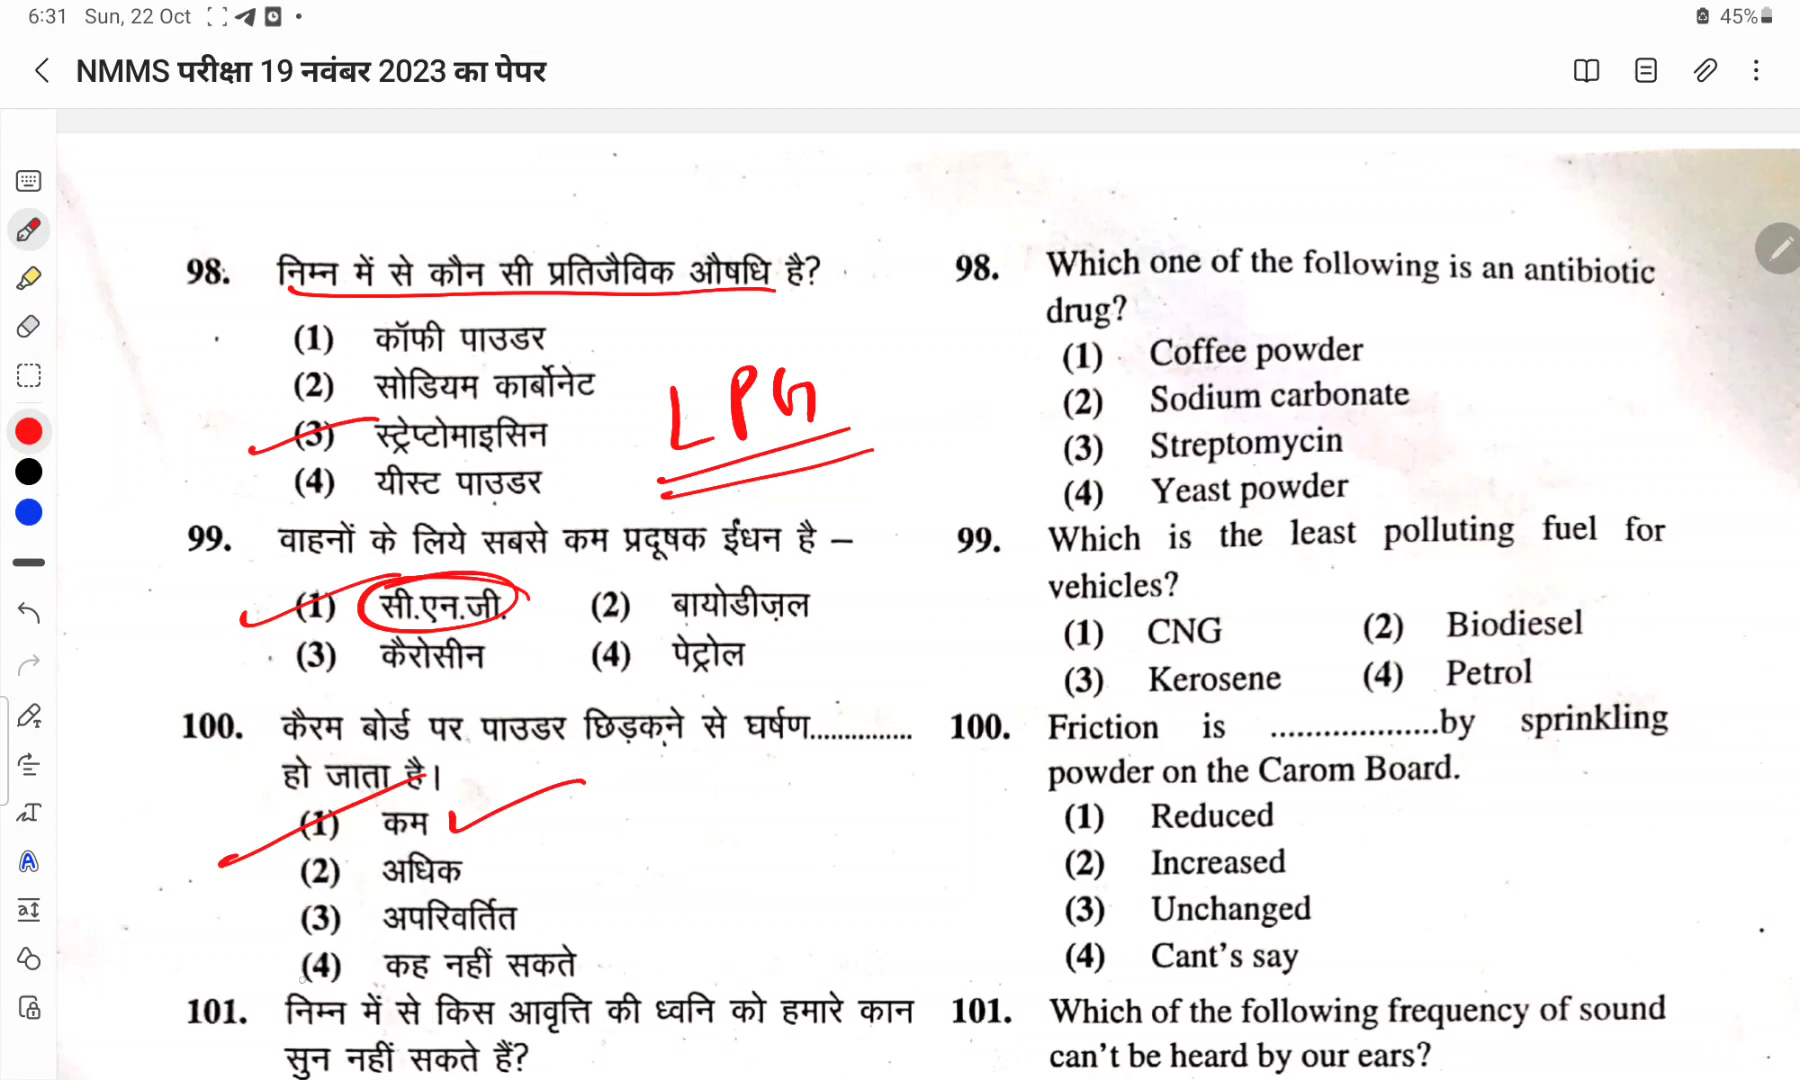 6:31 Sun, 22 Oct
45%
NMMS परीक्षा 19 नवंबर 2023 का पेपर
98. निम्न में से कौन सी प्रतिजैविक औषधि है?
(1) कॉफी पाउडर
(2) सोडियम कार्बोनेट
(3) स्ट्रेप्टोमाइसिन
(4) यीस्ट पाउडर
LPG
99. वाहनों के लिये सबसे कम प्रदूषक ईंधन है –
(1) सी.एन.जी. (2) बायोडीज़ल
(3) कैरोसीन (4) पेट्रोल
100. कैरम बोर्ड पर पाउडर छिड़कने से घर्षण...............
हो जाता है।
(1) कम
(2) अधिक
(3) अपरिवर्तित
(4) कह नहीं सकते
101. निम्न में से किस आवृत्ति की ध्वनि को हमारे कान
सुन नहीं सकते हैं?
98. Which one of the following is an antibiotic
drug?
(1) Coffee powder
(2) Sodium carbonate
(3) Streptomycin
(4) Yeast powder
99. Which is the least polluting fuel for
vehicles?
(1) CNG (2) Biodiesel
(3) Kerosene (4) Petrol
100. Friction is ...................by sprinkling
powder on the Carom Board.
(1) Reduced
(2) Increased
(3) Unchanged
(4) Cant's say
101. Which of the following frequency of sound
can't be heard by our ears?